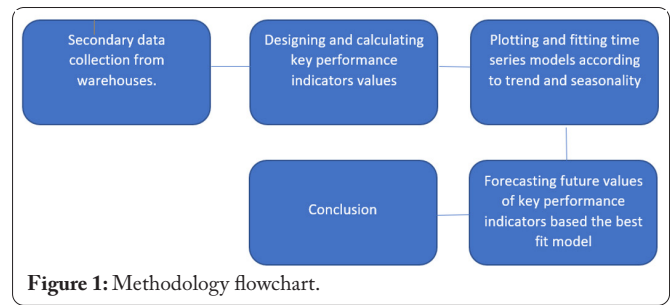 Secondary data
collection from
warehouses.
Designing and calculating
key performance
indicators values
Plotting and fitting time
series models according
to trend and seasonality
Forecasting future values
of key performance
indicators based the best
fit model
Conclusion
Figure 1: Methodology flowchart.